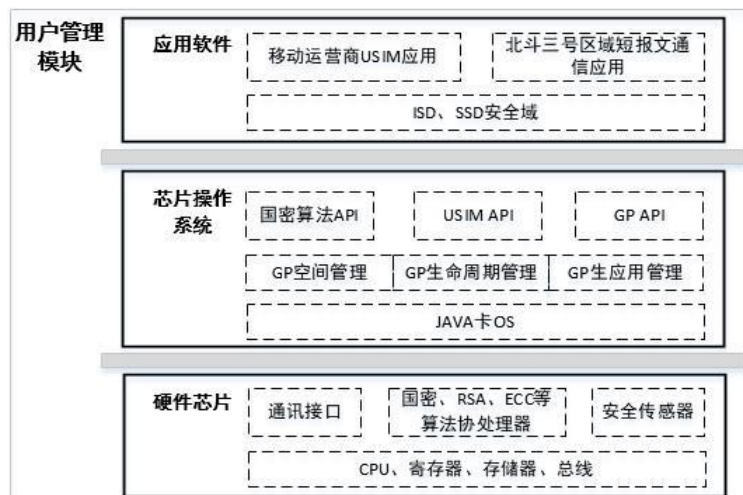 用户管理
模块
应用软件
移动运营商USIM应用
北斗三号区域短报文通
信应用
ISD、SSD安全域
芯片操作
系统
国密算法API
USIM API
GP API
GP空间管理
GP生命周期管理
GP生应用管理
JAVA卡OS
硬件芯片
通讯接口
国密、RSA、ECC等
算法协处理器
安全传感器
CPU、寄存器、存储器、总线